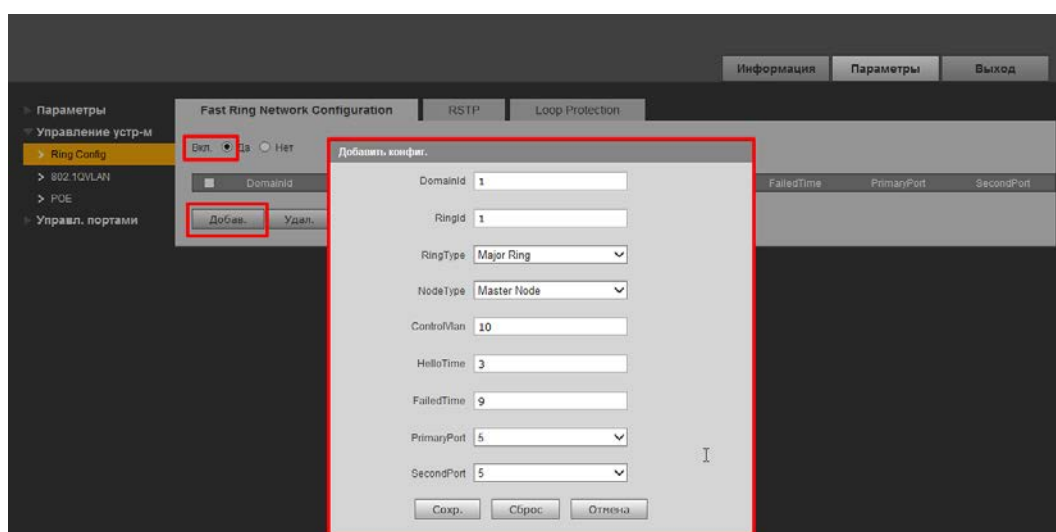 Информация Параметры Выход
Параметры
Управление устр-м
Ring Config
802.1QVLAN
POE
Управл. портами
Fast Ring Network Configuration RSTP Loop Protection
Вкл. Да Нет
DomainId FailedTime PrimaryPort SecondPort
Добав. Удал.
Добавить конфиг.
DomainId 1
RingId 1
RingType Major Ring
NodeType Master Node
ControlVlan 10
HelloTime 3
FailedTime 9
PrimaryPort 5
SecondPort 5
Сохр. Сброс Отмена